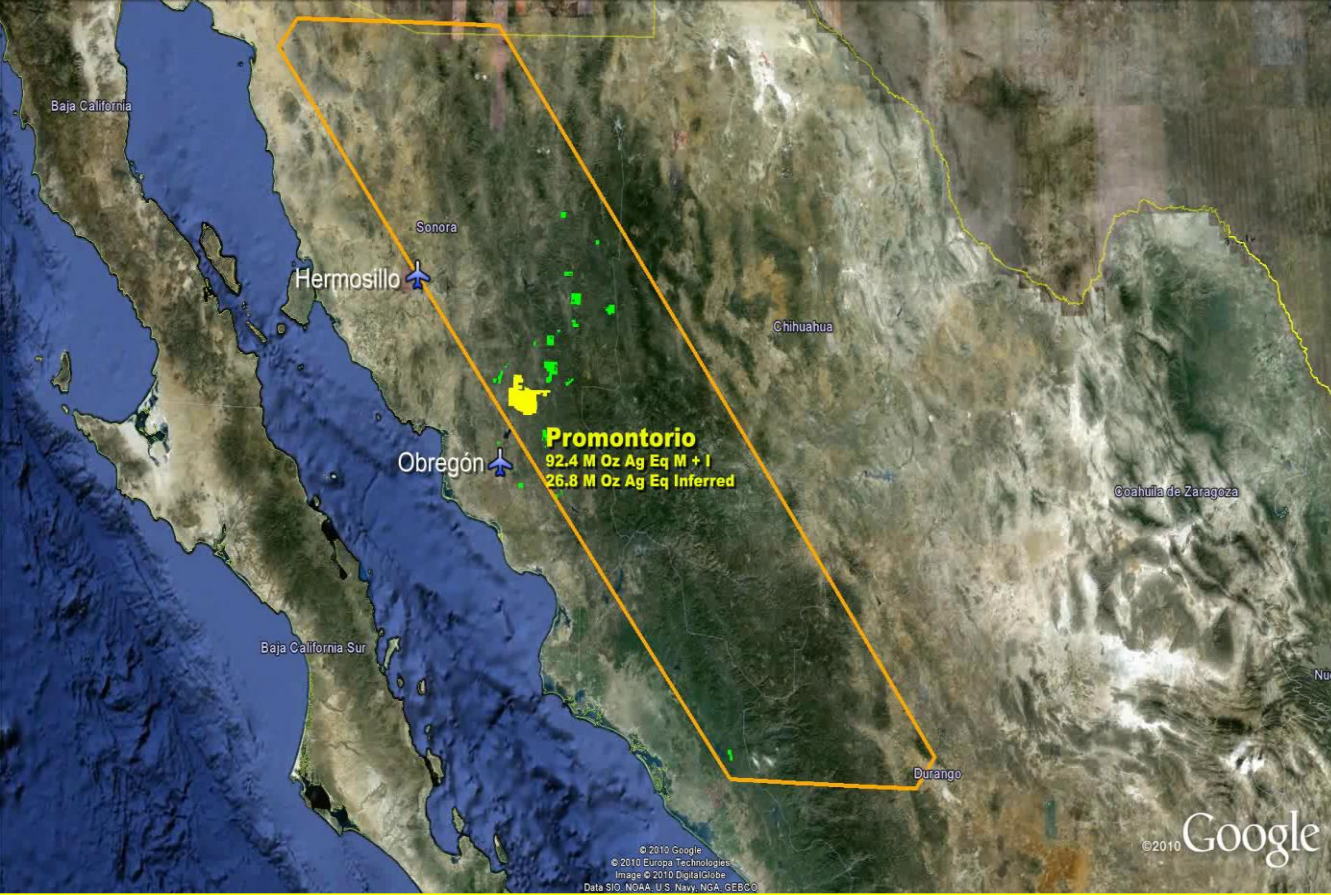 Baja California
Sonora
Hermosillo
Chihuahua
Promontorio
92.4 M Oz Ag Eq M + I
26.8 M Oz Ag Eq Inferred
Obregón
Coahuila de Zaragoza
Baja California Sur
Nu
Durango
© 2010 Google
© 2010 Europa Technologies
Image © 2010 DigitalGlobe
Data SIO, NOAA, U.S. Navy, NGA, GEBCO
©2010 Google